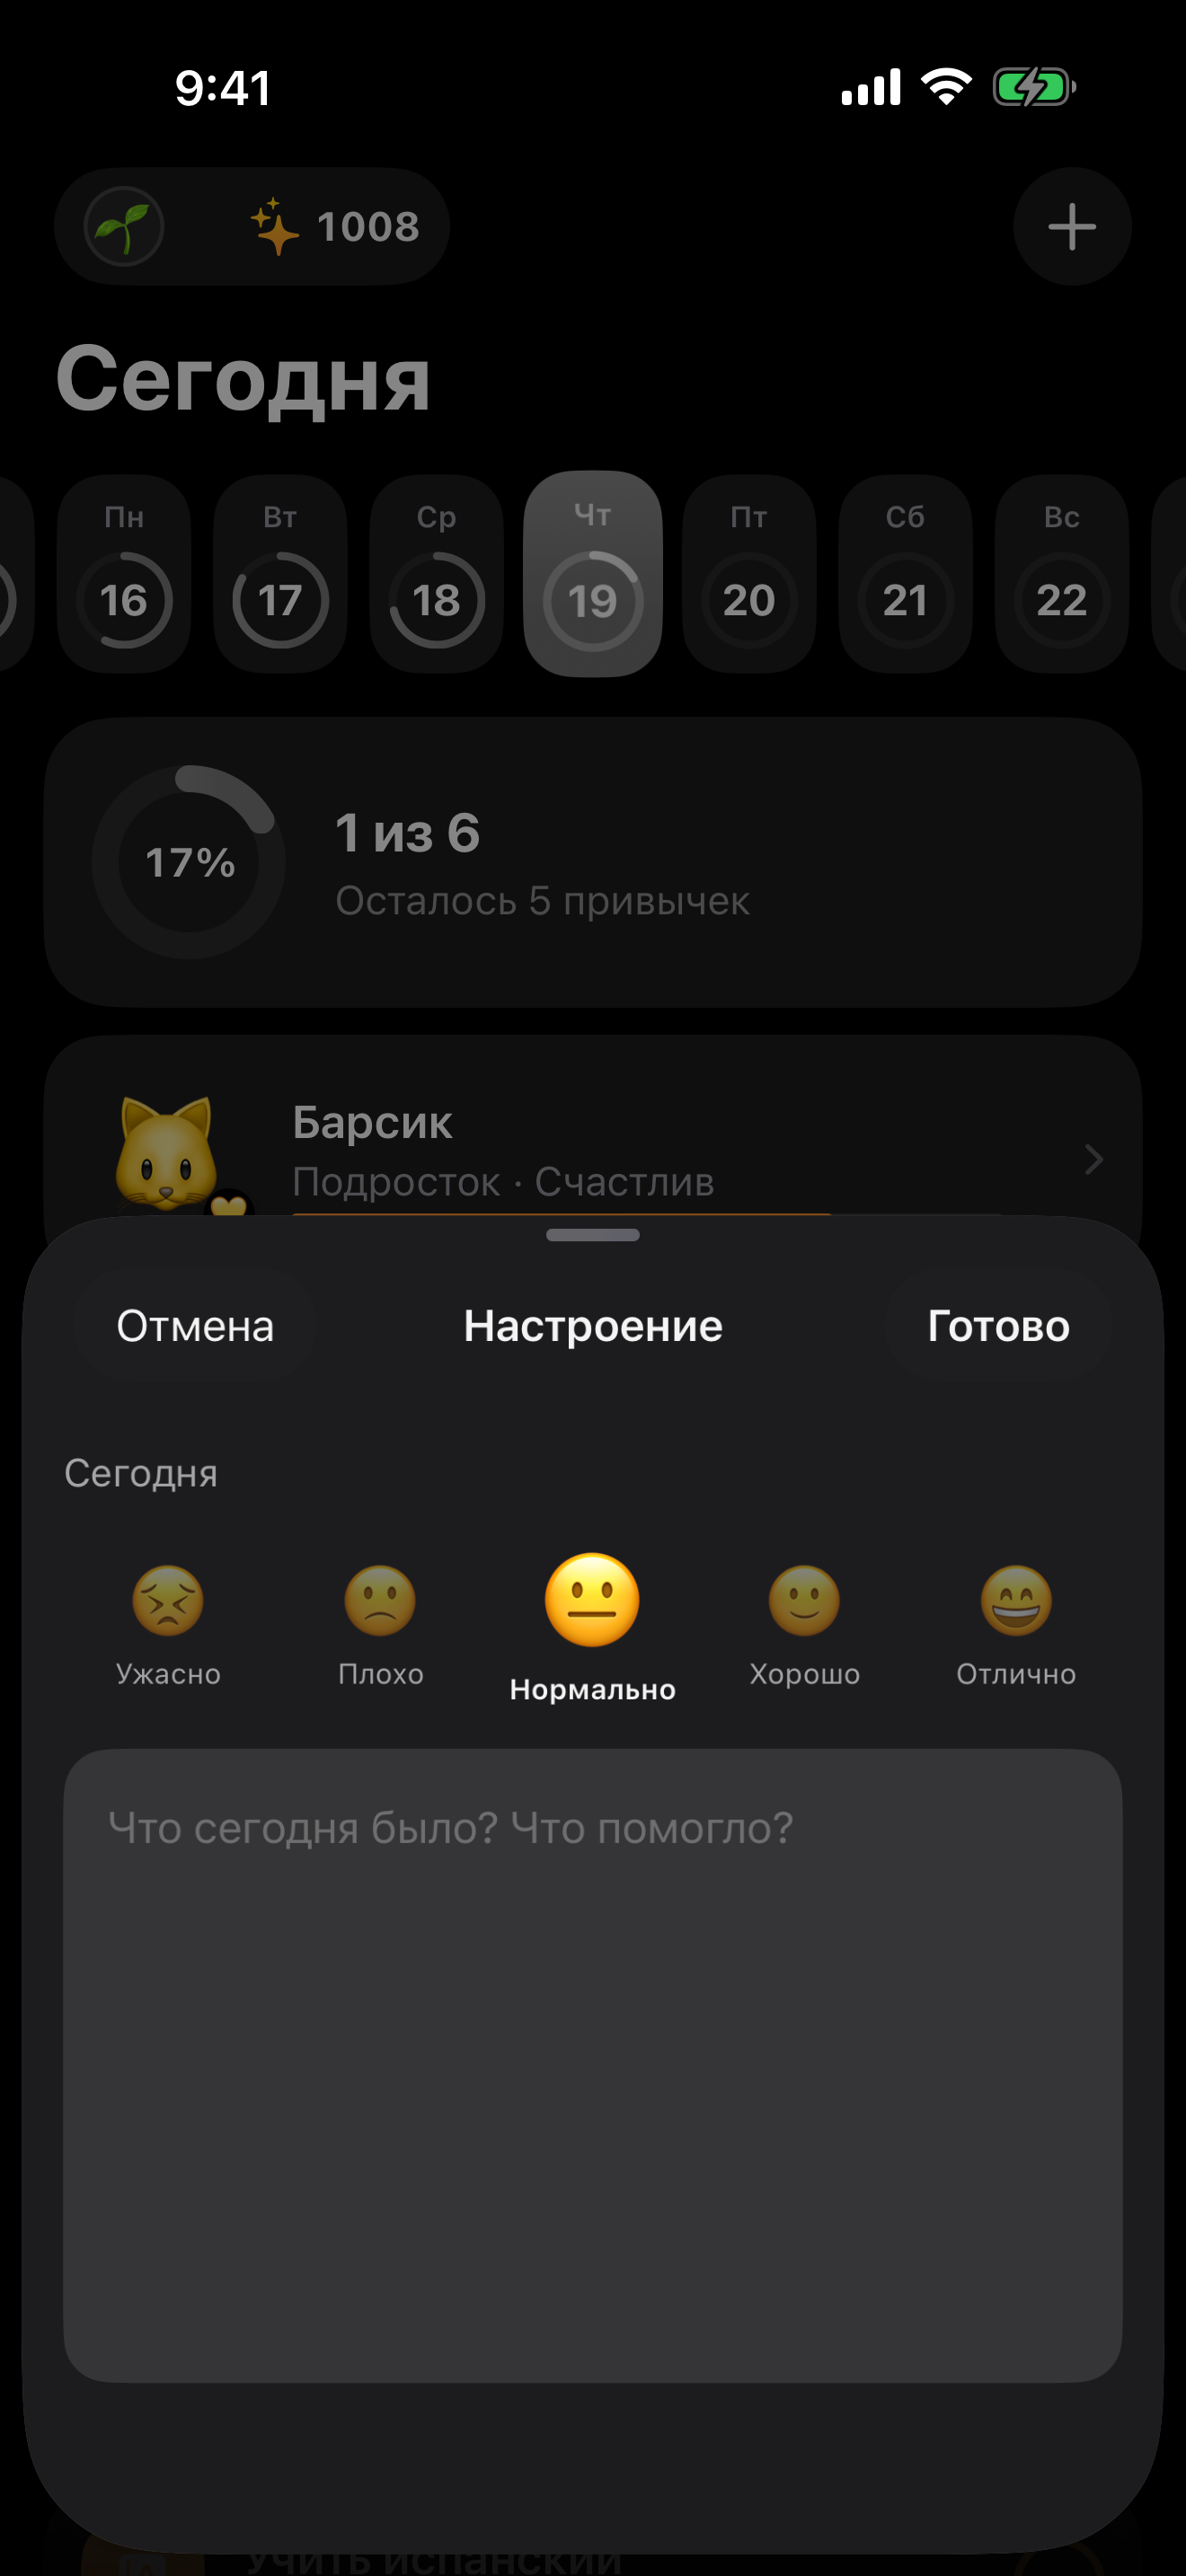 9:41
1008
Сегодня
Пн Вт Ср Чт Пт Сб Вс
16 17 18 19 20 21 22
17%
1 из 6
Осталось 5 привычек
Барсик
Подросток · Счастлив
Отмена Настроение Готово
Сегодня
Ужасно Плохо Нормально Хорошо Отлично
Что сегодня было? Что помогло?
Учить испанский